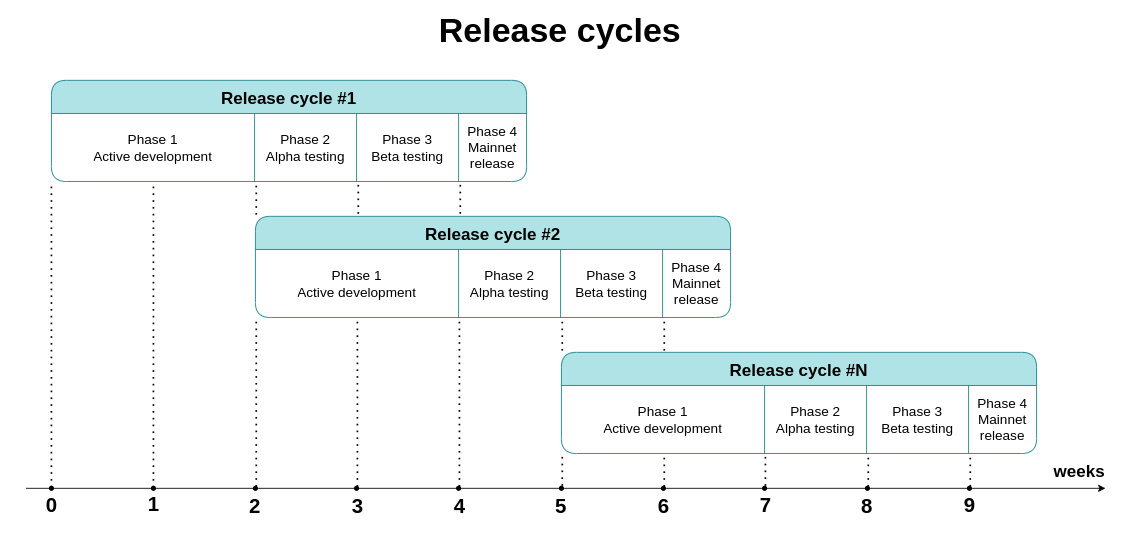 Release cycles
Release cycle #1
Phase 1
Active development
Phase 2
Alpha testing
Phase 3
Beta testing
Phase 4
Mainnet
release
Release cycle #2
Phase 1
Active development
Phase 2
Alpha testing
Phase 3
Beta testing
Phase 4
Mainnet
release
Release cycle #N
Phase 1
Active development
Phase 2
Alpha testing
Phase 3
Beta testing
Phase 4
Mainnet
release
weeks
0 1 2 3 4 5 6 7 8 9